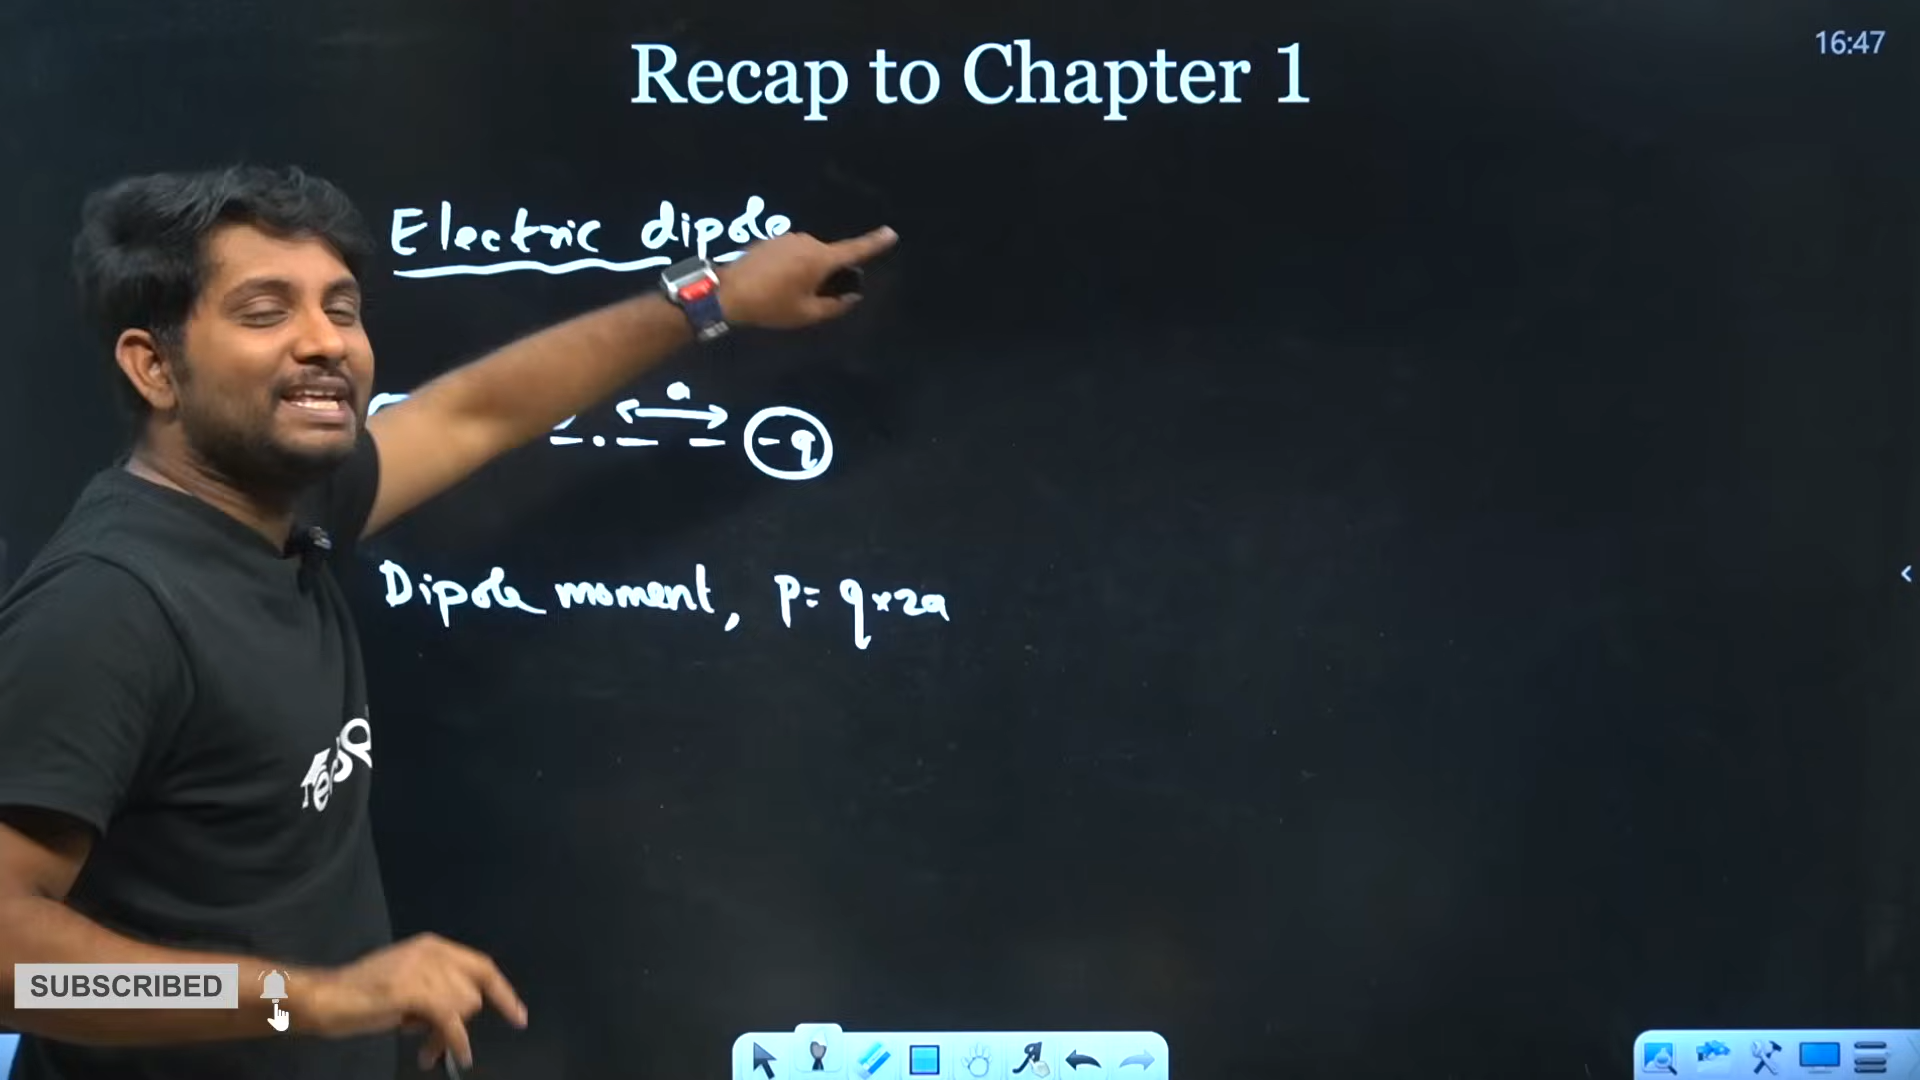 Recap to Chapter 1
16:47
Electric dipole
a
-q
Dipole moment, p = q×2a
SUBSCRIBED